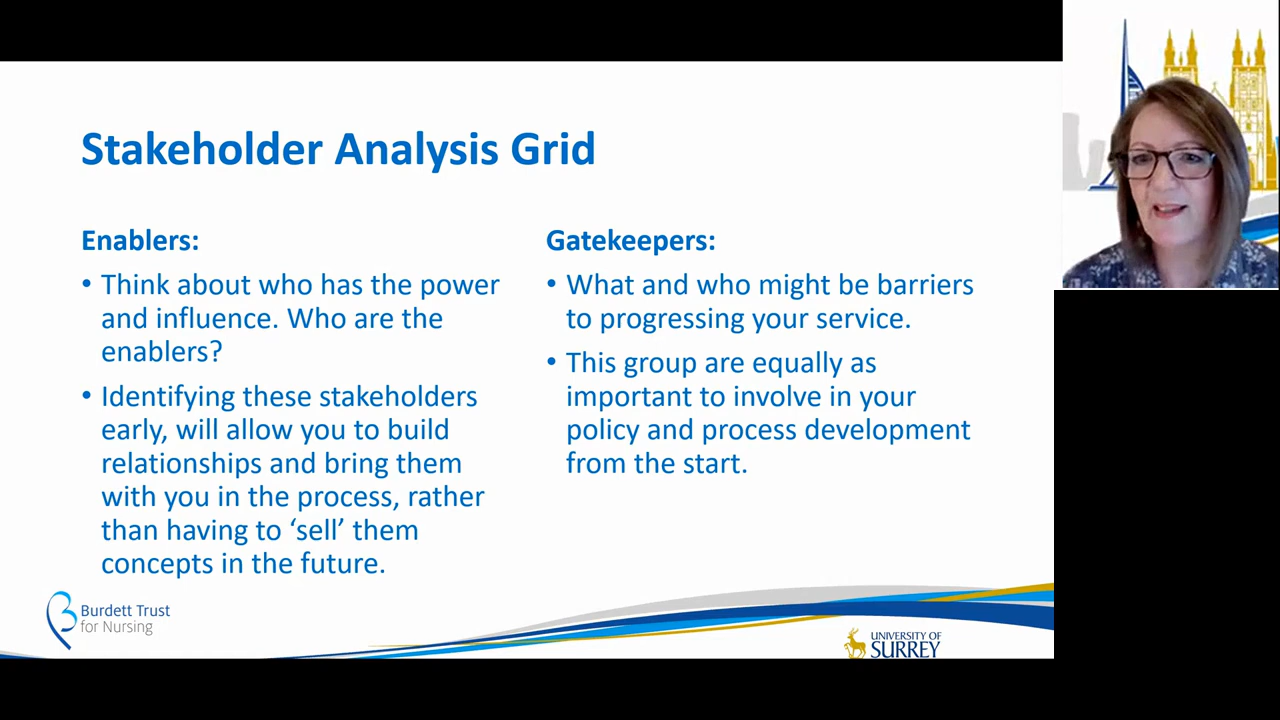 Stakeholder Analysis Grid
Enablers:
• Think about who has the power
and influence. Who are the
enablers?
• Identifying these stakeholders
early, will allow you to build
relationships and bring them
with you in the process, rather
than having to ‘sell’ them
concepts in the future.
Gatekeepers:
• What and who might be barriers
to progressing your service.
• This group are equally as
important to involve in your
policy and process development
from the start.
Burdett Trust
for Nursing
UNIVERSITY OF
SURREY